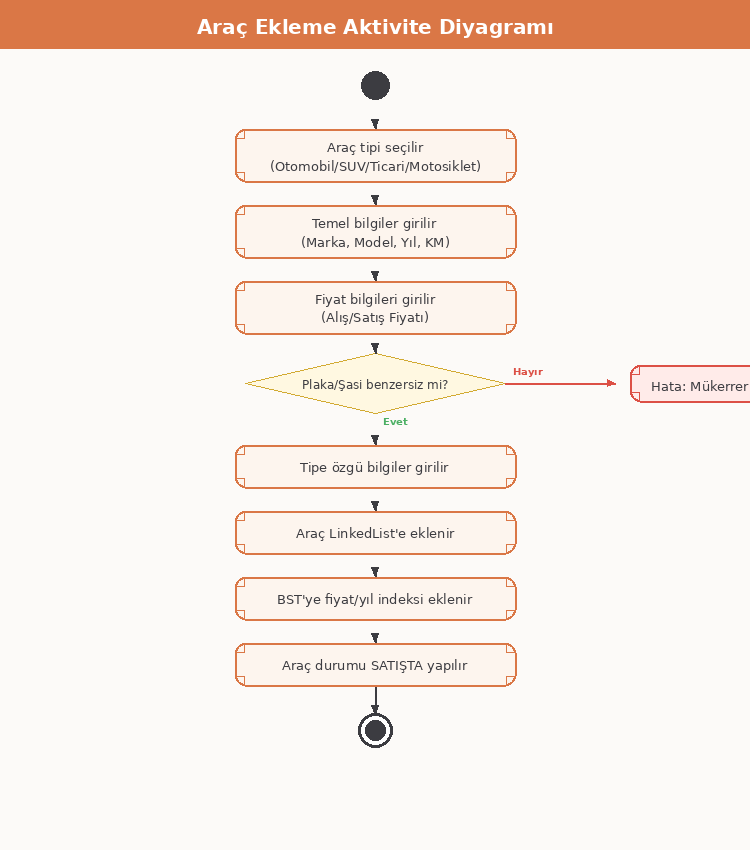 Araç Ekleme Aktivite Diyagramı
Araç tipi seçilir
(Otomobil/SUV/Ticari/Motosiklet)
Temel bilgiler girilir
(Marka, Model, Yıl, KM)
Fiyat bilgileri girilir
(Alış/Satış Fiyatı)
Plaka/Şasi benzersiz mi?
Hayır
Hata: Mükerrer
Evet
Tipe özgü bilgiler girilir
Araç LinkedList'e eklenir
BST'ye fiyat/yıl indeksi eklenir
Araç durumu SATIŞTA yapılır